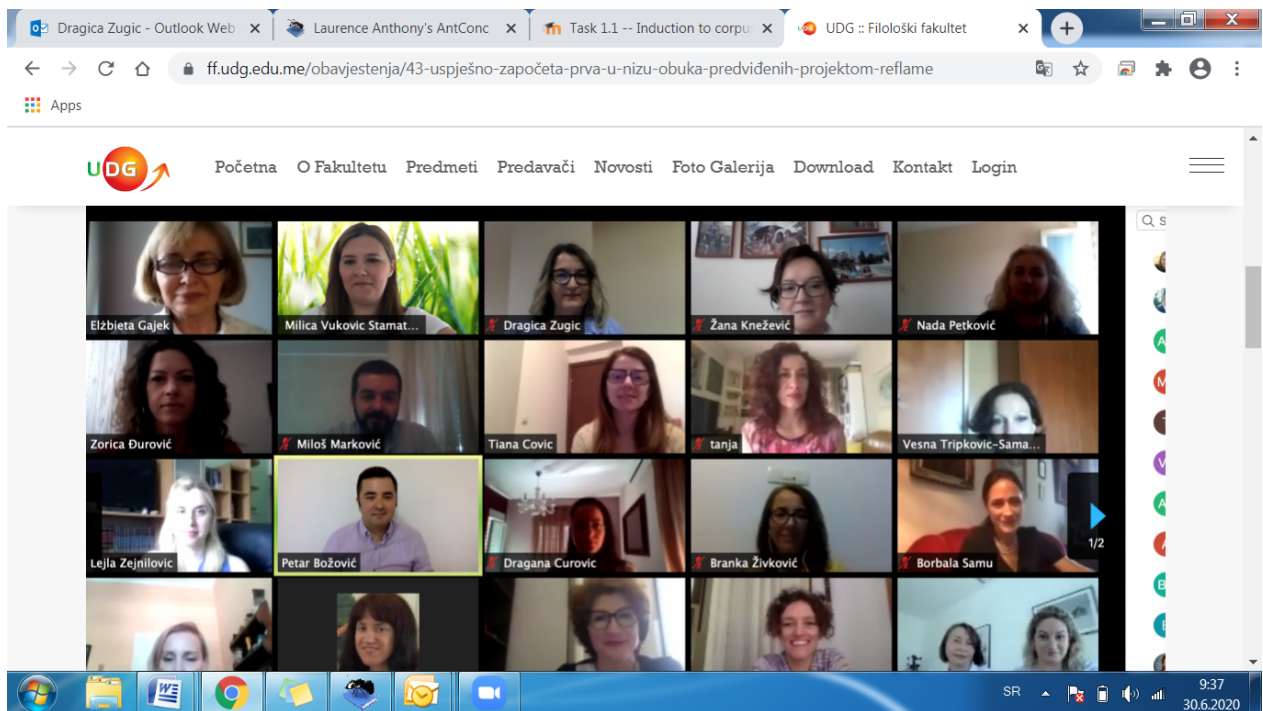 Dragica Zugic - Outlook Web
Laurence Anthony's AntConc
Task 1.1 -- Induction to corpu
UDG :: Filološki fakultet
ff.udg.edu.me/obavjestenja/43-uspješno-započeta-prva-u-nizu-obuka-predviđenih-projektom-reflame
Apps
UDG
Početna O Fakultetu Predmeti Predavači Novosti Foto Galerija Download Kontakt Login
S
Elżbieta Gajek
Milica Vukovic Stamat...
Dragica Zugic
Žana Knežević
Nada Petković
A
Zorica Đurović
Miloš Marković
Tiana Covic
tanja
Vesna Tripkovic-Sama...
M
T
V
Lejla Zejnilovic
Petar Božović
Dragana Curovic
Branka Živković
Borbala Samu
1/2
A
B
SR
9:37
30.6.2020